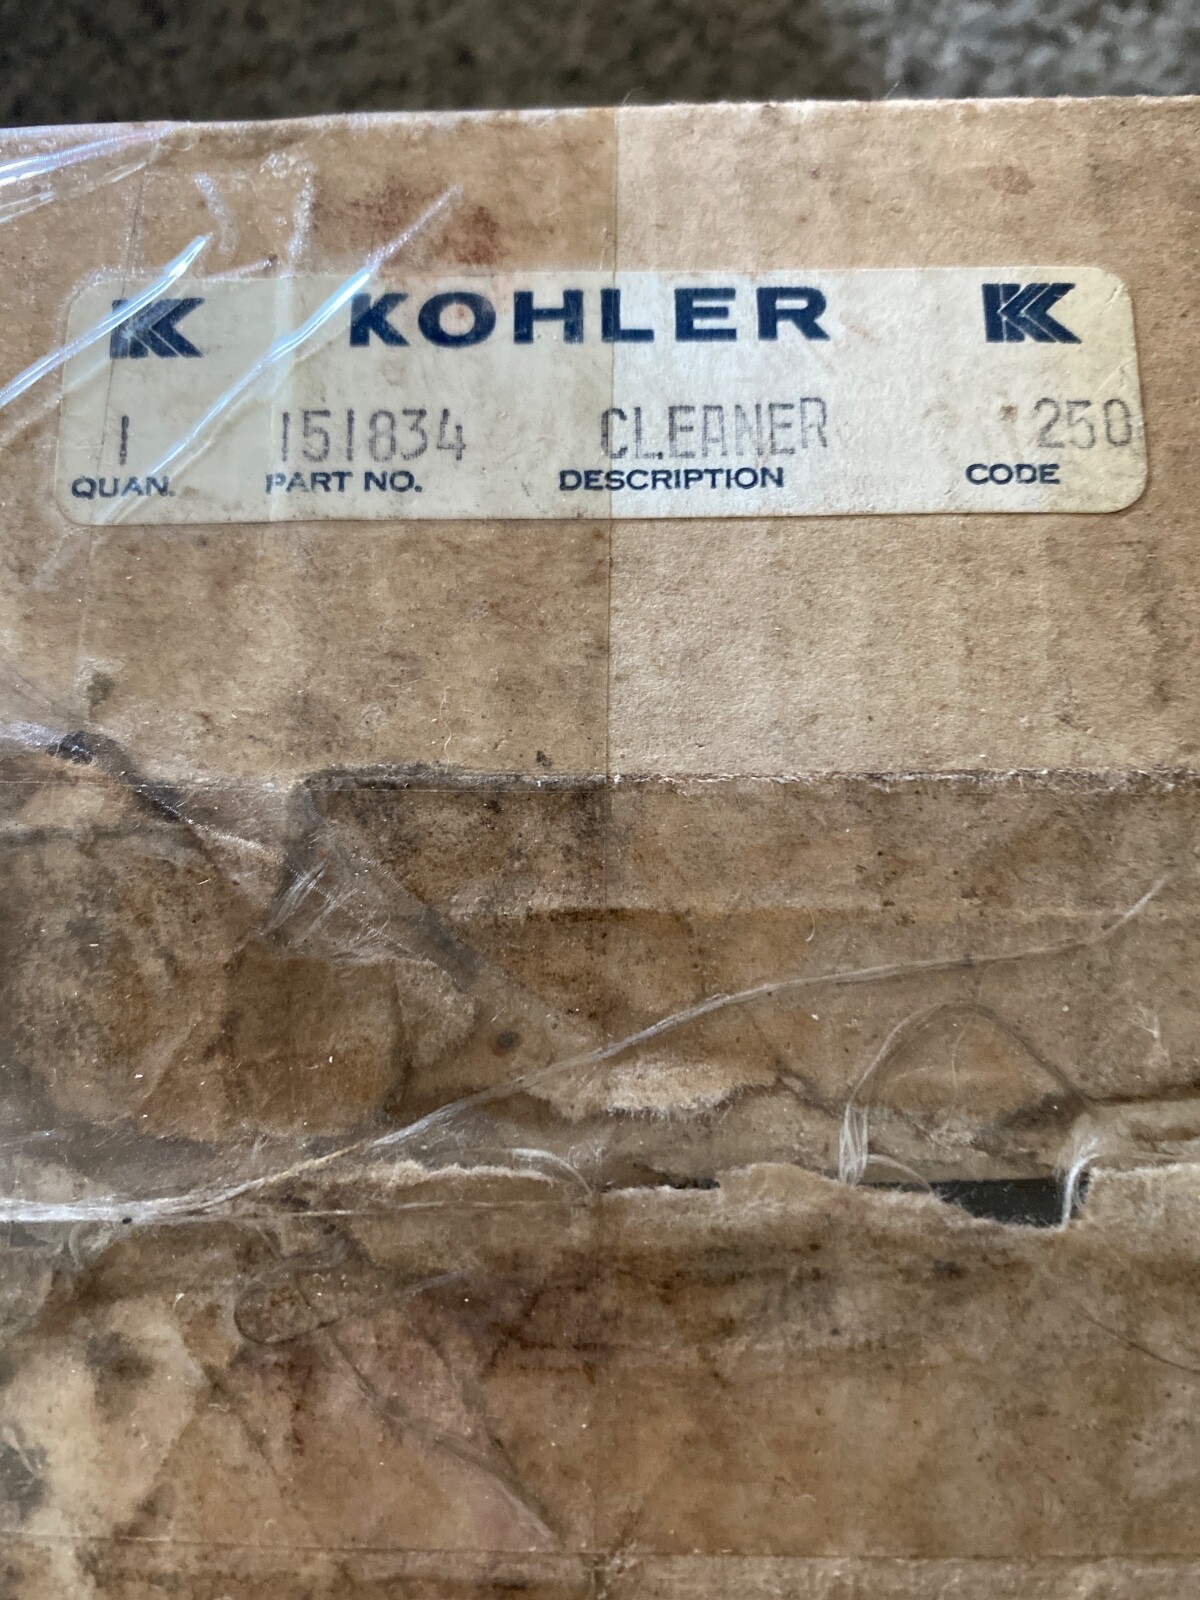 K KOHLER K
1 151834 CLEANER 250
QUAN. PART NO. DESCRIPTION CODE